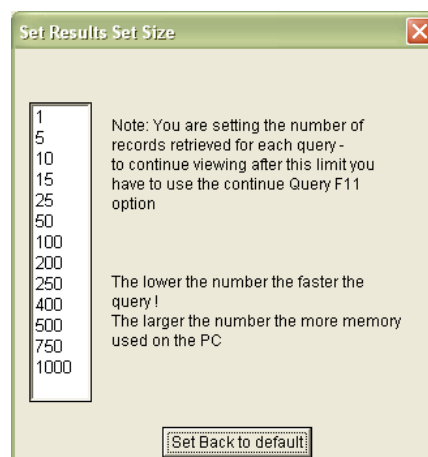 Set Results Set Size
1
5
10
15
25
50
100
200
250
400
500
750
1000
Note: You are setting the number of
records retrieved for each query -
to continue viewing after this limit you
have to use the continue Query F11
option
The lower the number the faster the
query !
The larger the number the more memory
used on the PC
Set Back to default